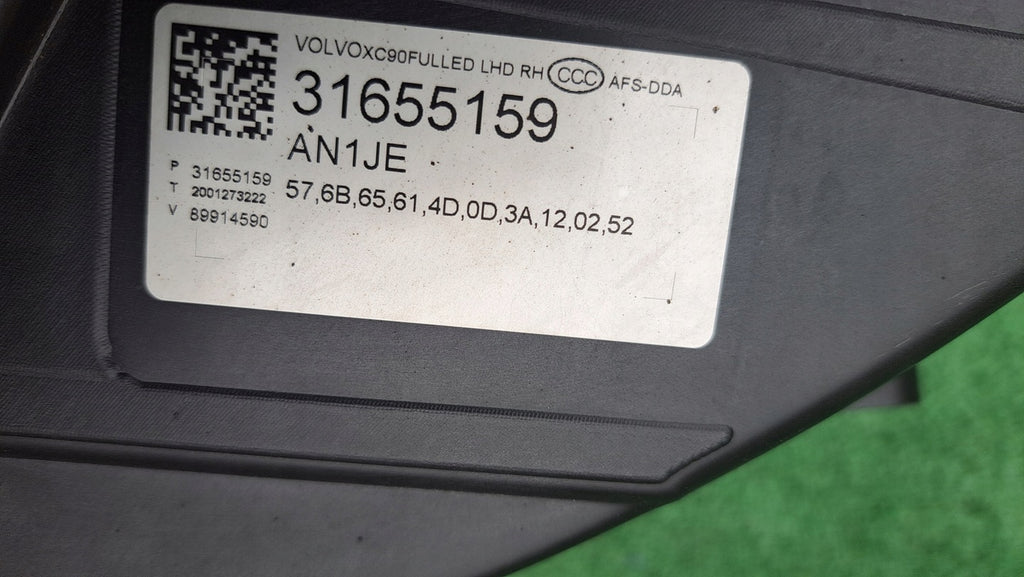 VOLVOXC90FULLED LHD RH CCC AFS-DDA
31655159
AN1JE
P 31655159
T 2001273222
V 89914590
57,6B,65,61,4D,0D,3A,12,02,52